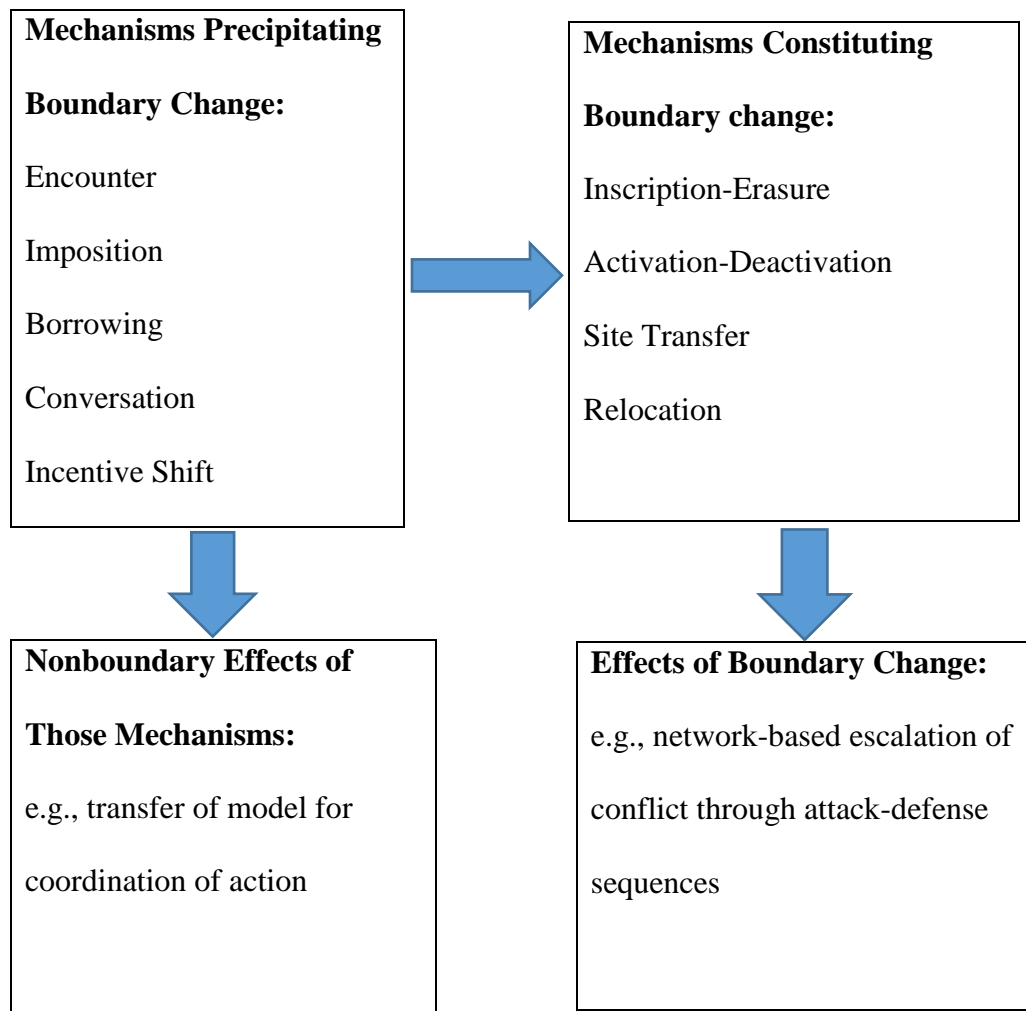 Mechanisms Precipitating
Boundary Change:
Encounter
Imposition
Borrowing
Conversation
Incentive Shift
Mechanisms Constituting
Boundary change:
Inscription-Erasure
Activation-Deactivation
Site Transfer
Relocation
Nonboundary Effects of
Those Mechanisms:
e.g., transfer of model for
coordination of action
Effects of Boundary Change:
e.g., network-based escalation of
conflict through attack-defense
sequences